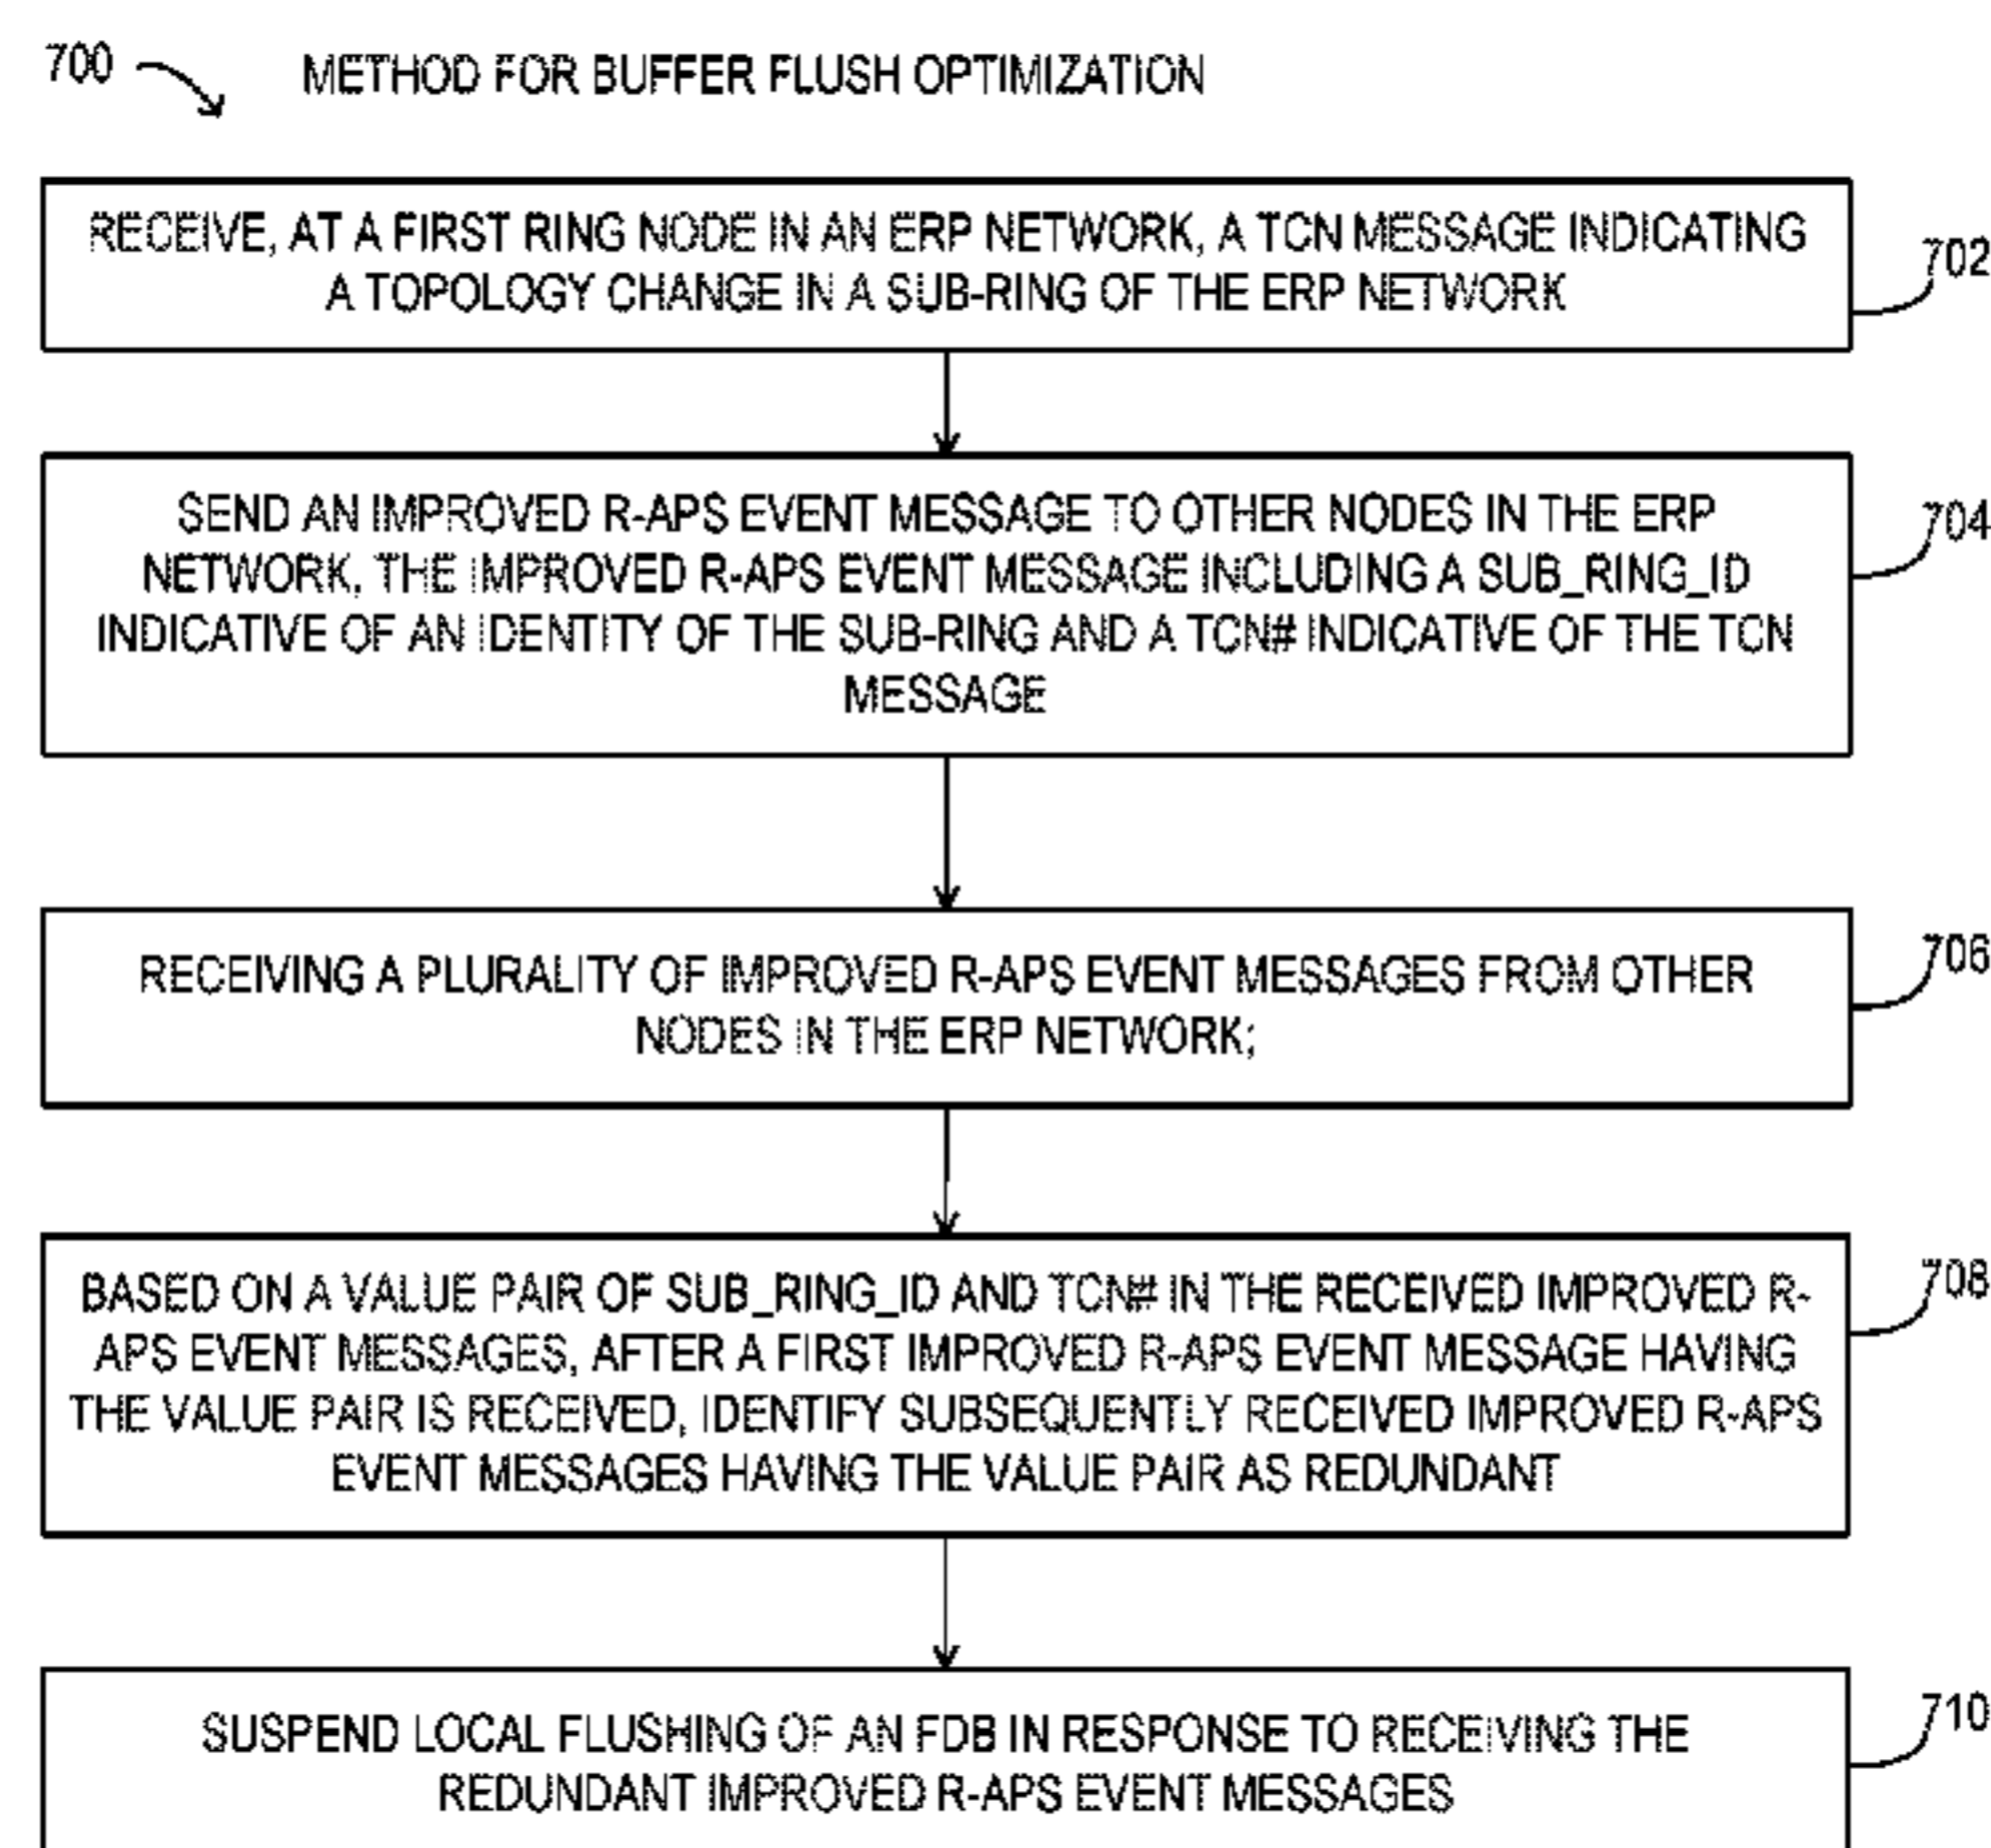 700 METHOD FOR BUFFER FLUSH OPTIMIZATION
RECEIVE, AT A FIRST RING NODE IN AN ERP NETWORK, A TCN MESSAGE INDICATING
A TOPOLOGY CHANGE IN A SUB-RING OF THE ERP NETWORK
702
SEND AN IMPROVED R-APS EVENT MESSAGE TO OTHER NODES IN THE ERP
NETWORK, THE IMPROVED R-APS EVENT MESSAGE INCLUDING A SUB_RING_ID
INDICATIVE OF AN IDENTITY OF THE SUB-RING AND A TCN# INDICATIVE OF THE TCN
MESSAGE
704
RECEIVING A PLURALITY OF IMPROVED R-APS EVENT MESSAGES FROM OTHER
NODES IN THE ERP NETWORK;
706
BASED ON A VALUE PAIR OF SUB_RING_ID AND TCN# IN THE RECEIVED IMPROVED R-
APS EVENT MESSAGES, AFTER A FIRST IMPROVED R-APS EVENT MESSAGE HAVING
THE VALUE PAIR IS RECEIVED, IDENTIFY SUBSEQUENTLY RECEIVED IMPROVED R-APS
EVENT MESSAGES HAVING THE VALUE PAIR AS REDUNDANT
708
SUSPEND LOCAL FLUSHING OF AN FDB IN RESPONSE TO RECEIVING THE
REDUNDANT IMPROVED R-APS EVENT MESSAGES
710